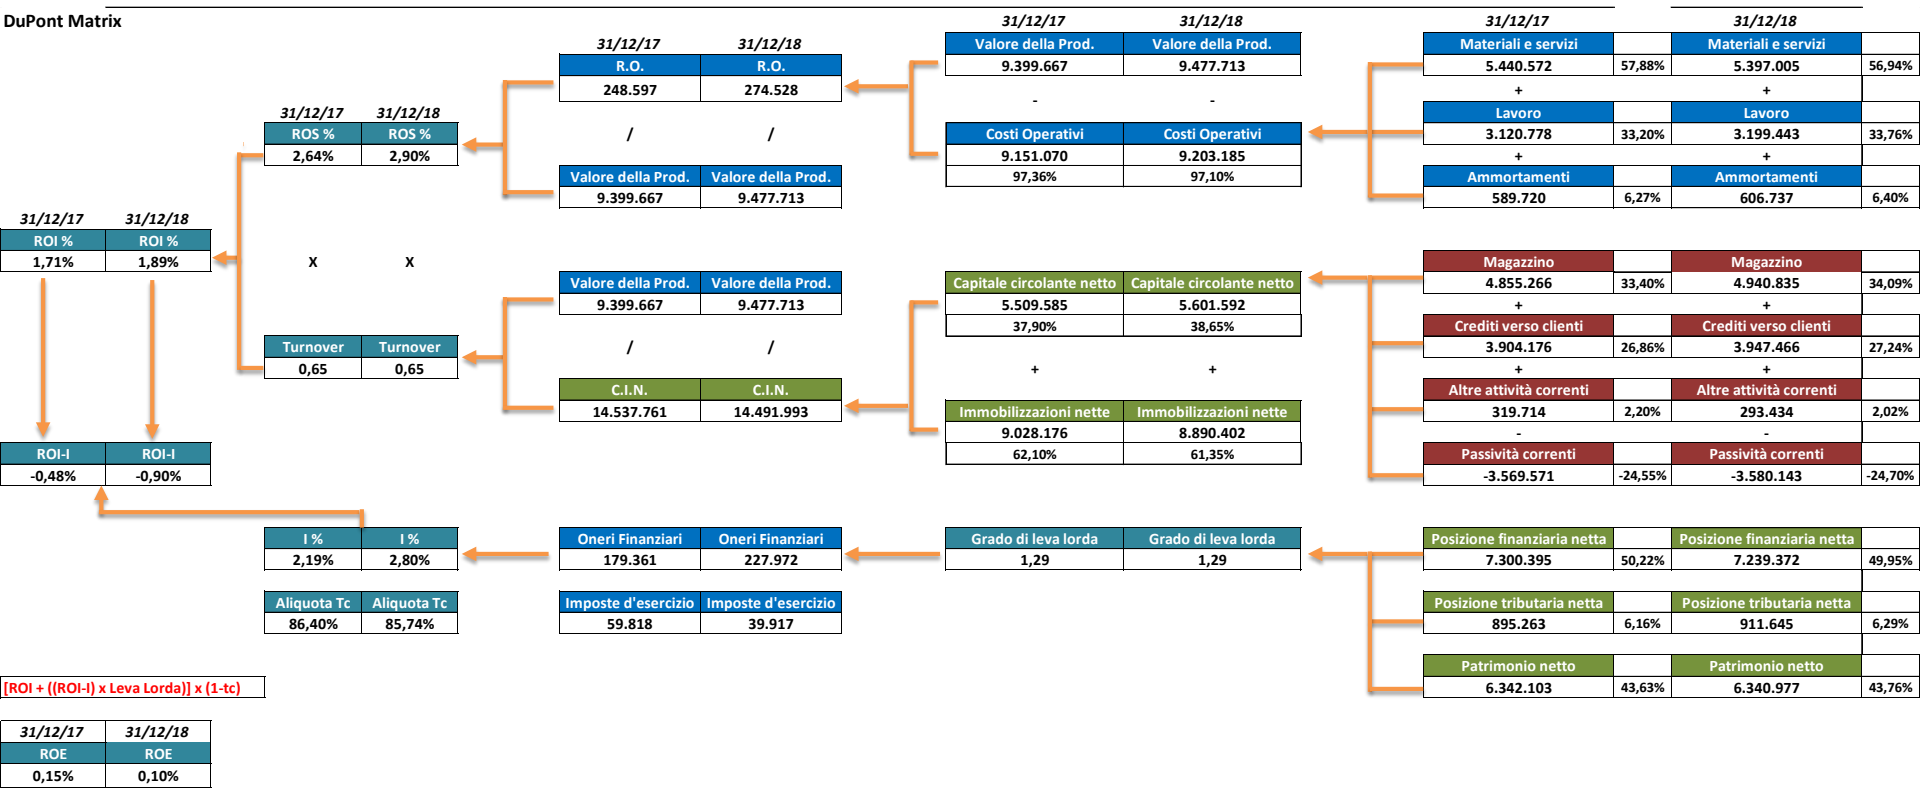 DuPont Matrix
31/12/17 31/12/18 31/12/17 31/12/18
31/12/17 31/12/18 Valore della Prod. Valore della Prod. Materiali e servizi Materiali e servizi
R.O. R.O. 9.399.667 9.477.713 5.440.572 57,88% 5.397.005 56,94%
248.597 274.528 - - + +
31/12/17 31/12/18 Lavoro Lavoro
ROS % ROS % / / Costi Operativi Costi Operativi 3.120.778 33,20% 3.199.443 33,76%
2,64% 2,90% 9.151.070 9.203.185 + +
Valore della Prod. Valore della Prod. 97,36% 97,10% Ammortamenti Ammortamenti
9.399.667 9.477.713 589.720 6,27% 606.737 6,40%
31/12/17 31/12/18
ROI % ROI %
1,71% 1,89% X X Magazzino Magazzino
Valore della Prod. Valore della Prod. Capitale circolante netto Capitale circolante netto 4.855.266 33,40% 4.940.835 34,09%
9.399.667 9.477.713 5.509.585 5.601.592 + +
37,90% 38,65% Crediti verso clienti Crediti verso clienti
Turnover Turnover / / 3.904.176 26,86% 3.947.466 27,24%
0,65 0,65 + + + +
C.I.N. C.I.N. Altre attività correnti Altre attività correnti
14.537.761 14.491.993 Immobilizzazioni nette Immobilizzazioni nette 319.714 2,20% 293.434 2,02%
9.028.176 8.890.402 - -
ROI-I ROI-I 62,10% 61,35% Passività correnti Passività correnti
-0,48% -0,90% -3.569.571 -24,55% -3.580.143 -24,70%
I % I % Oneri Finanziari Oneri Finanziari Grado di leva lorda Grado di leva lorda Posizione finanziaria netta Posizione finanziaria netta
2,19% 2,80% 179.361 227.972 1,29 1,29 7.300.395 50,22% 7.239.372 49,95%
Aliquota Tc Aliquota Tc Imposte d'esercizio Imposte d'esercizio Posizione tributaria netta Posizione tributaria netta
86,40% 85,74% 59.818 39.917 895.263 6,16% 911.645 6,29%
Patrimonio netto Patrimonio netto
[ROI + ((ROI-I) x Leva Lorda)] x (1-tc) 6.342.103 43,63% 6.340.977 43,76%
31/12/17 31/12/18
ROE ROE
0,15% 0,10%